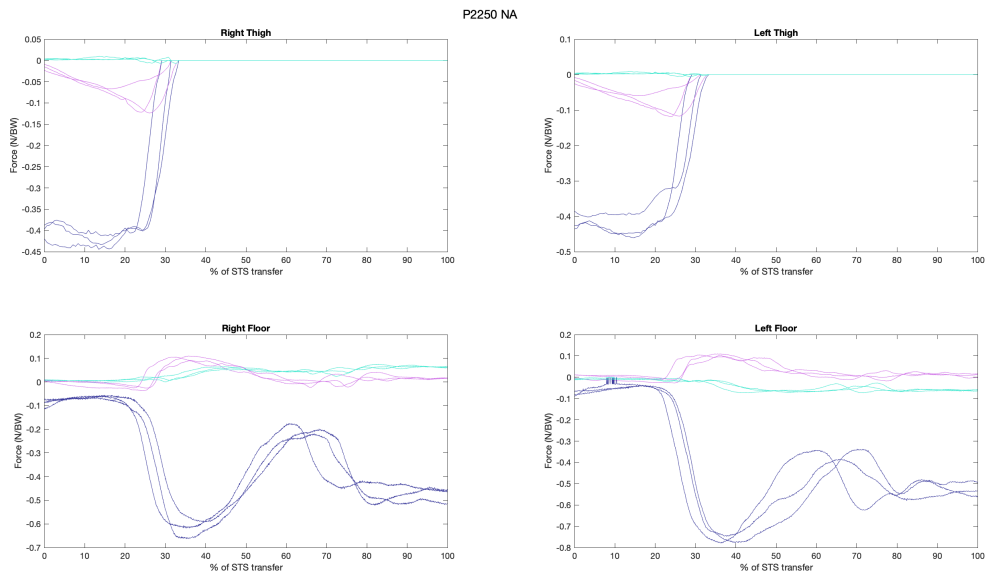 P2250 NA
Right Thigh
0.05
0
-0.05
-0.1
-0.15
-0.2
-0.25
-0.3
-0.35
-0.4
-0.45
Force (N/BW)
0 10 20 30 40 50 60 70 80 90 100
% of STS transfer
Left Thigh
0.1
0
-0.1
-0.2
-0.3
-0.4
-0.5
Force (N/BW)
0 10 20 30 40 50 60 70 80 90 100
% of STS transfer
Right Floor
0.2
0.1
0
-0.1
-0.2
-0.3
-0.4
-0.5
-0.6
-0.7
Force (N/BW)
0 10 20 30 40 50 60 70 80 90 100
% of STS transfer
Left Floor
0.2
0.1
0
-0.1
-0.2
-0.3
-0.4
-0.5
-0.6
-0.7
-0.8
Force (N/BW)
0 10 20 30 40 50 60 70 80 90 100
% of STS transfer